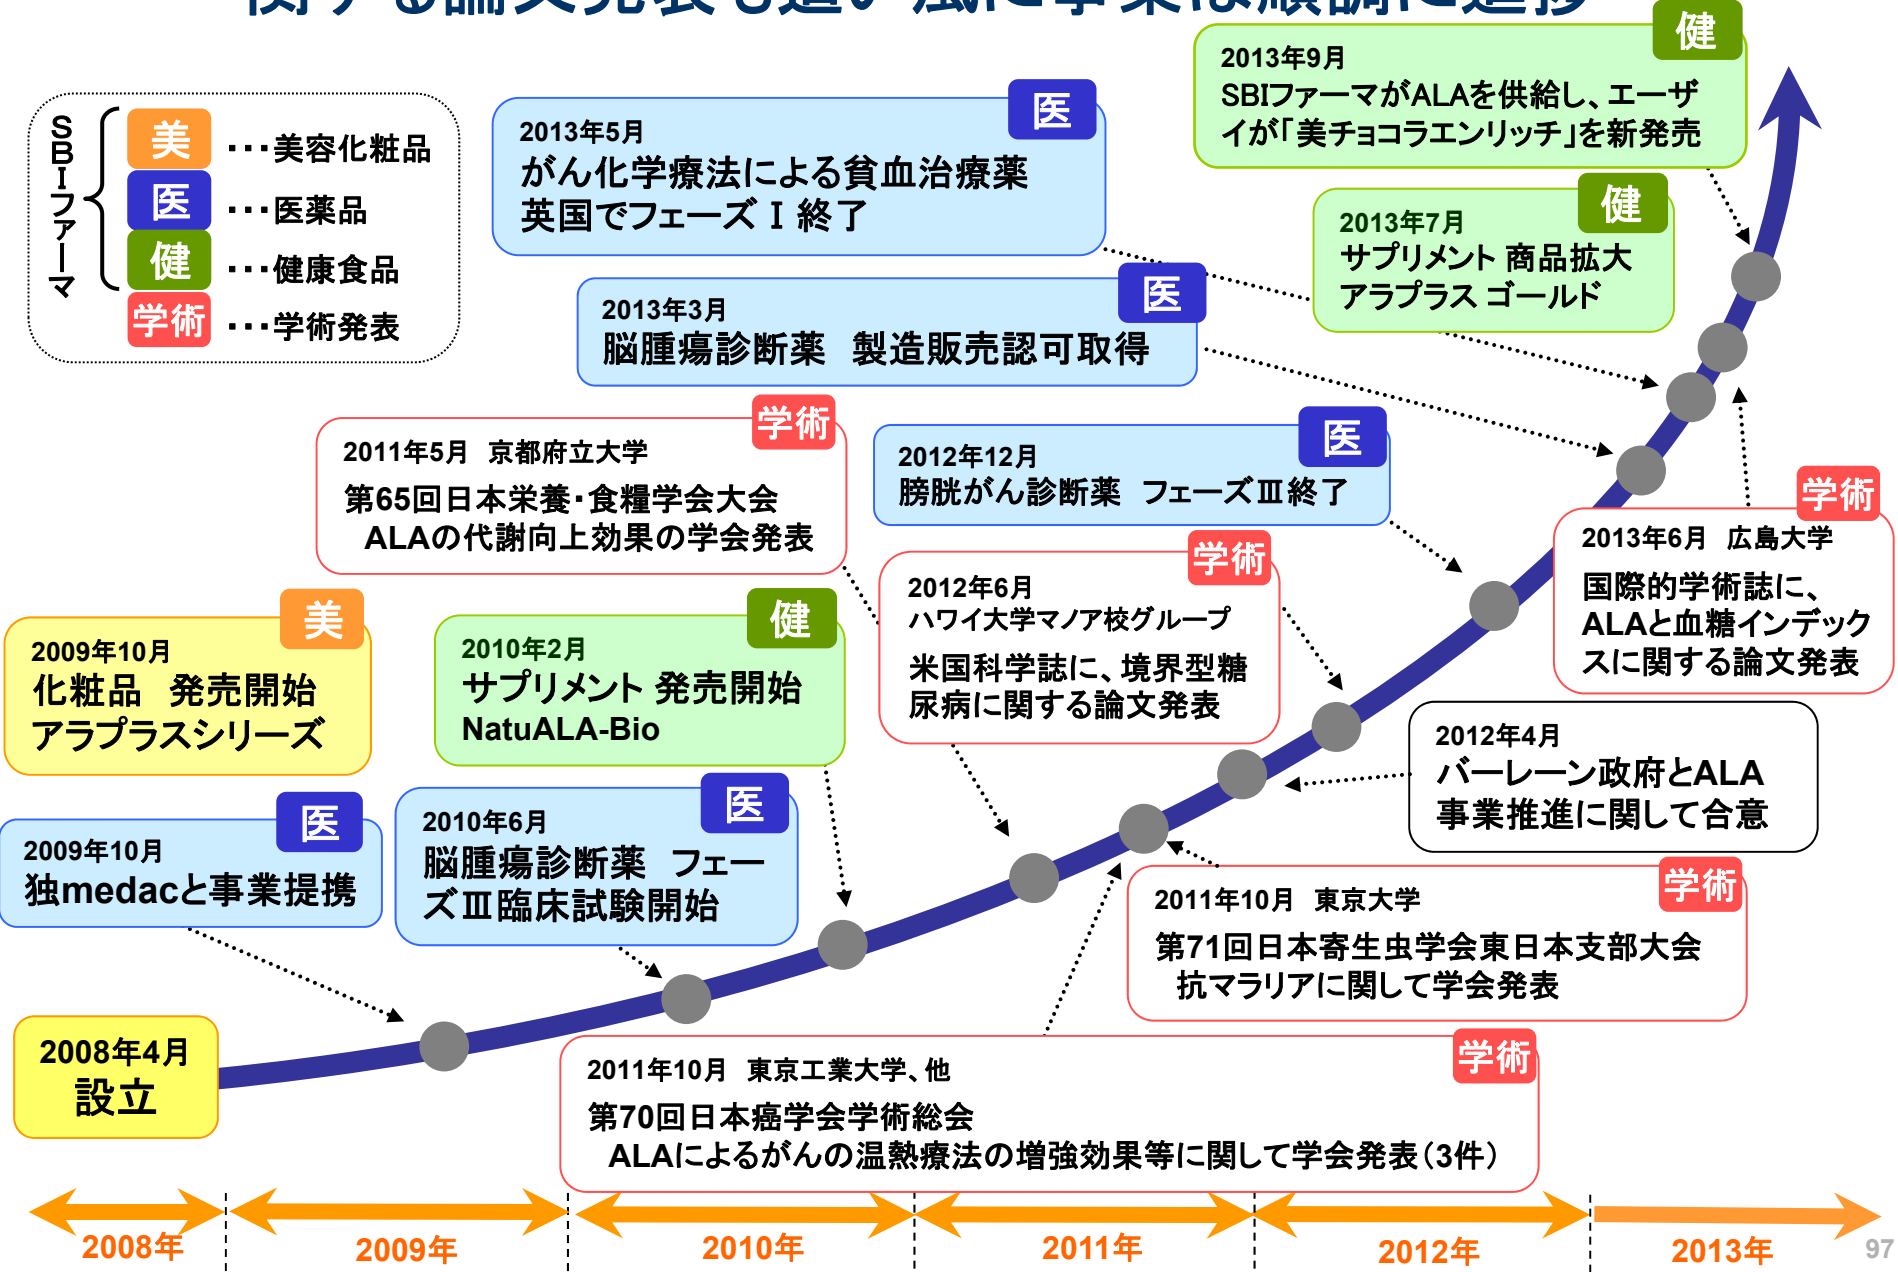 関する論文発表も追い風に事業は順調に進捗
SBIファーマ
美 ・・・美容化粧品
医 ・・・医薬品
健 ・・・健康食品
学術 ・・・学術発表
健
2013年9月
SBIファーマがALAを供給し、エーザ
イが「美チョコラエンリッチ」を新発売
医
2013年5月
がん化学療法による貧血治療薬
英国でフェーズⅠ終了
健
2013年7月
サプリメント 商品拡大
アラプラス ゴールド
医
2013年3月
脳腫瘍診断薬 製造販売認可取得
学術
2011年5月 京都府立大学
第65回日本栄養・食糧学会大会
ALAの代謝向上効果の学会発表
医
2012年12月
膀胱がん診断薬 フェーズⅢ終了
学術
2013年6月 広島大学
国際的学術誌に、
ALAと血糖インデック
スに関する論文発表
学術
2012年6月
ハワイ大学マノア校グループ
米国科学誌に、境界型糖
尿病に関する論文発表
美
2009年10月
化粧品 発売開始
アラプラスシリーズ
健
2010年2月
サプリメント 発売開始
NatuALA-Bio
2012年4月
バーレーン政府とALA
事業推進に関して合意
医
2009年10月
独medacと事業提携
医
2010年6月
脳腫瘍診断薬 フェー
ズⅢ臨床試験開始
学術
2011年10月 東京大学
第71回日本寄生虫学会東日本支部大会
抗マラリアに関して学会発表
2008年4月
設立
学術
2011年10月 東京工業大学、他
第70回日本癌学会学術総会
ALAによるがんの温熱療法の増強効果等に関して学会発表（3件）
2008年 2009年 2010年 2011年 2012年 2013年
97